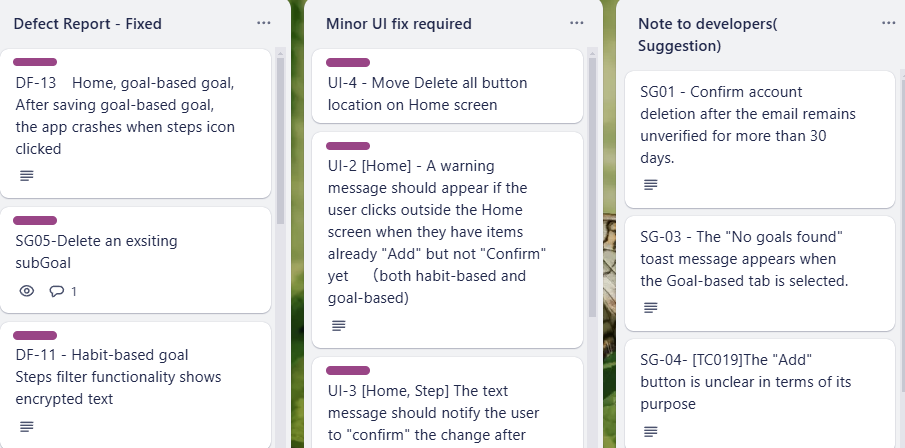 Defect Report - Fixed
DF-13 Home, goal-based goal,
After saving goal-based goal,
the app crashes when steps icon
clicked
SG05-Delete an exsiting
subGoal
1
DF-11 - Habit-based goal
Steps filter functionality shows
encrypted text
Minor UI fix required
UI-4 - Move Delete all button
location on Home screen
UI-2 [Home] - A warning
message should appear if the
user clicks outside the Home
screen when they have items
already "Add" but not "Confirm"
yet （both habit-based and
goal-based)
UI-3 [Home, Step] The text
message should notify the user
to "confirm" the change after
Note to developers(
Suggestion)
SG01 - Confirm account
deletion after the email remains
unverified for more than 30
days.
SG-03 - The "No goals found"
toast message appears when
the Goal-based tab is selected.
SG-04- [TC019]The "Add"
button is unclear in terms of its
purpose